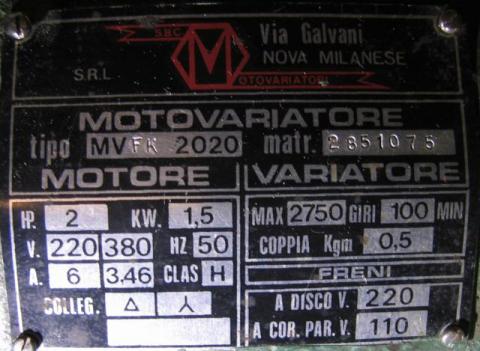 SBC Via Galvani
M NOVA MILANESE
S.R.L OTOVARIATORI
MOTOVARIATORE
tipo MVFK 2020 matr. 2851075
MOTORE VARIATORE
HP. 2 KW. 1,5 MAX 2750 GIRI 100 MIN
V. 220 380 HZ 50 COPPIA Kgm 0,5
A. 6 3,46 CLAS H FRENI
COLLEG. Δ ⅄ A DISCO V. 220
A COR. PAR. V. 110